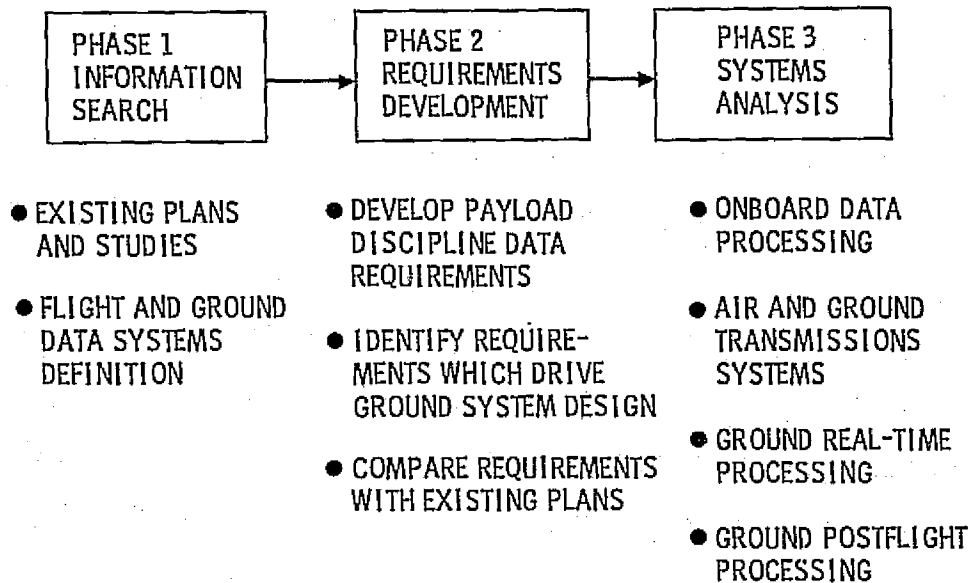 PHASE 1
INFORMATION
SEARCH
PHASE 2
REQUIREMENTS
DEVELOPMENT
PHASE 3
SYSTEMS
ANALYSIS
● EXISTING PLANS
AND STUDIES
● FLIGHT AND GROUND
DATA SYSTEMS
DEFINITION
● DEVELOP PAYLOAD
DISCIPLINE DATA
REQUIREMENTS
● IDENTIFY REQUIRE-
MENTS WHICH DRIVE
GROUND SYSTEM DESIGN
● COMPARE REQUIREMENTS
WITH EXISTING PLANS
● ONBOARD DATA
PROCESSING
● AIR AND GROUND
TRANSMISSIONS
SYSTEMS
● GROUND REAL-TIME
PROCESSING
● GROUND POSTFLIGHT
PROCESSING